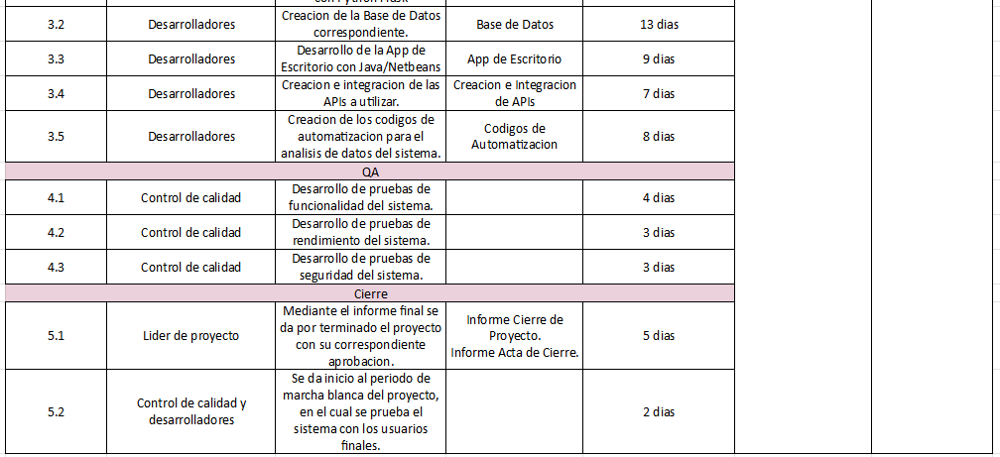 con Python Flask
3.2
Desarrolladores
Creacion de la Base de Datos
correspondiente.
Base de Datos
13 dias
3.3
Desarrolladores
Desarrollo de la App de
Escritorio con Java/Netbeans
App de Escritorio
9 dias
3.4
Desarrolladores
Creacion e integracion de las
APIs a utilizar.
Creacion e Integracion
de APIs
7 dias
3.5
Desarrolladores
Creacion de los codigos de
automatizacion para el
analisis de datos del sistema.
Codigos de
Automatizacion
8 dias
QA
4.1
Control de calidad
Desarrollo de pruebas de
funcionalidad del sistema.
4 dias
4.2
Control de calidad
Desarrollo de pruebas de
rendimiento del sistema.
3 dias
4.3
Control de calidad
Desarrollo de pruebas de
seguridad del sistema.
3 dias
Cierre
5.1
Lider de proyecto
Mediante el informe final se
da por terminado el proyecto
con su correspondiente
aprobacion.
Informe Cierre de
Proyecto.
Informe Acta de Cierre.
5 dias
5.2
Control de calidad y
desarrolladores
Se da inicio al periodo de
marcha blanca del proyecto,
en el cual se prueba el
sistema con los usuarios
finales.
2 dias